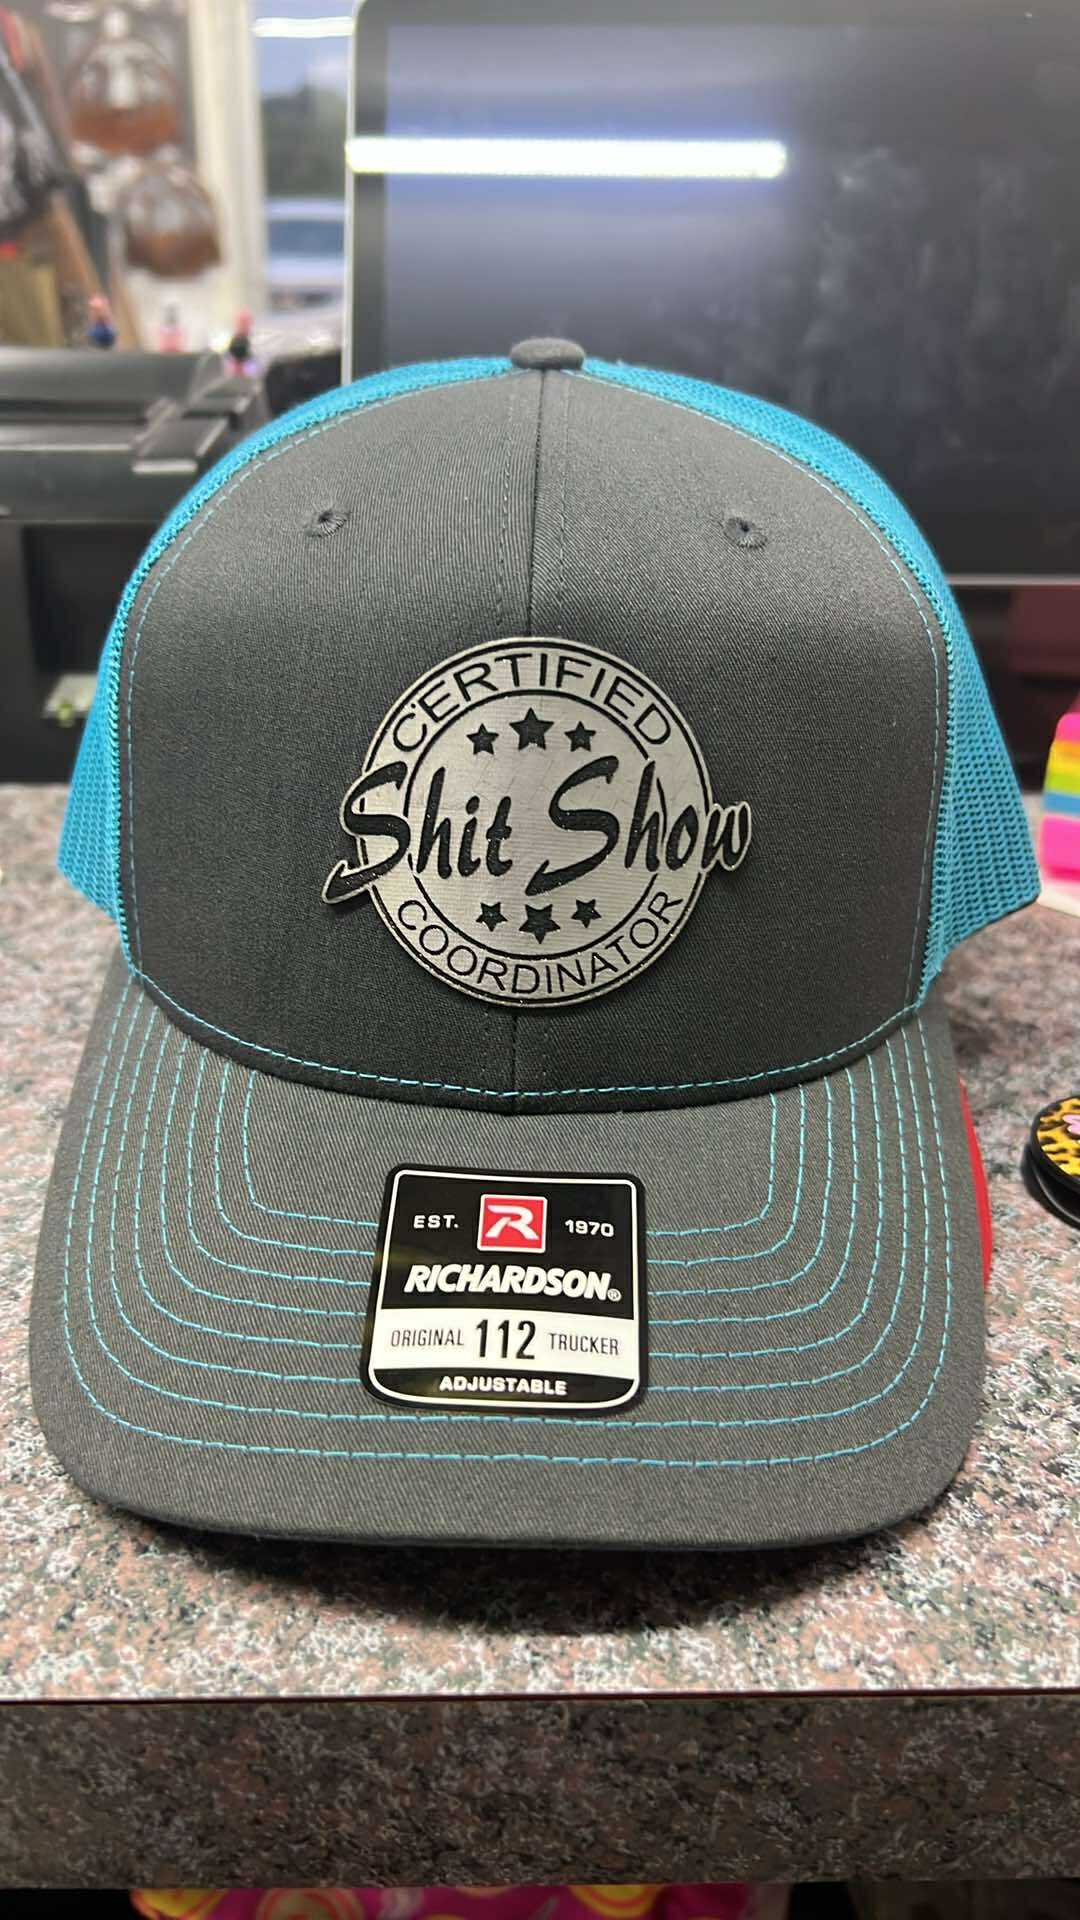 CERTIFIED
Shit Show
COORDINATOR
EST. R 1970
RICHARDSON®
ORIGINAL 112 TRUCKER
ADJUSTABLE